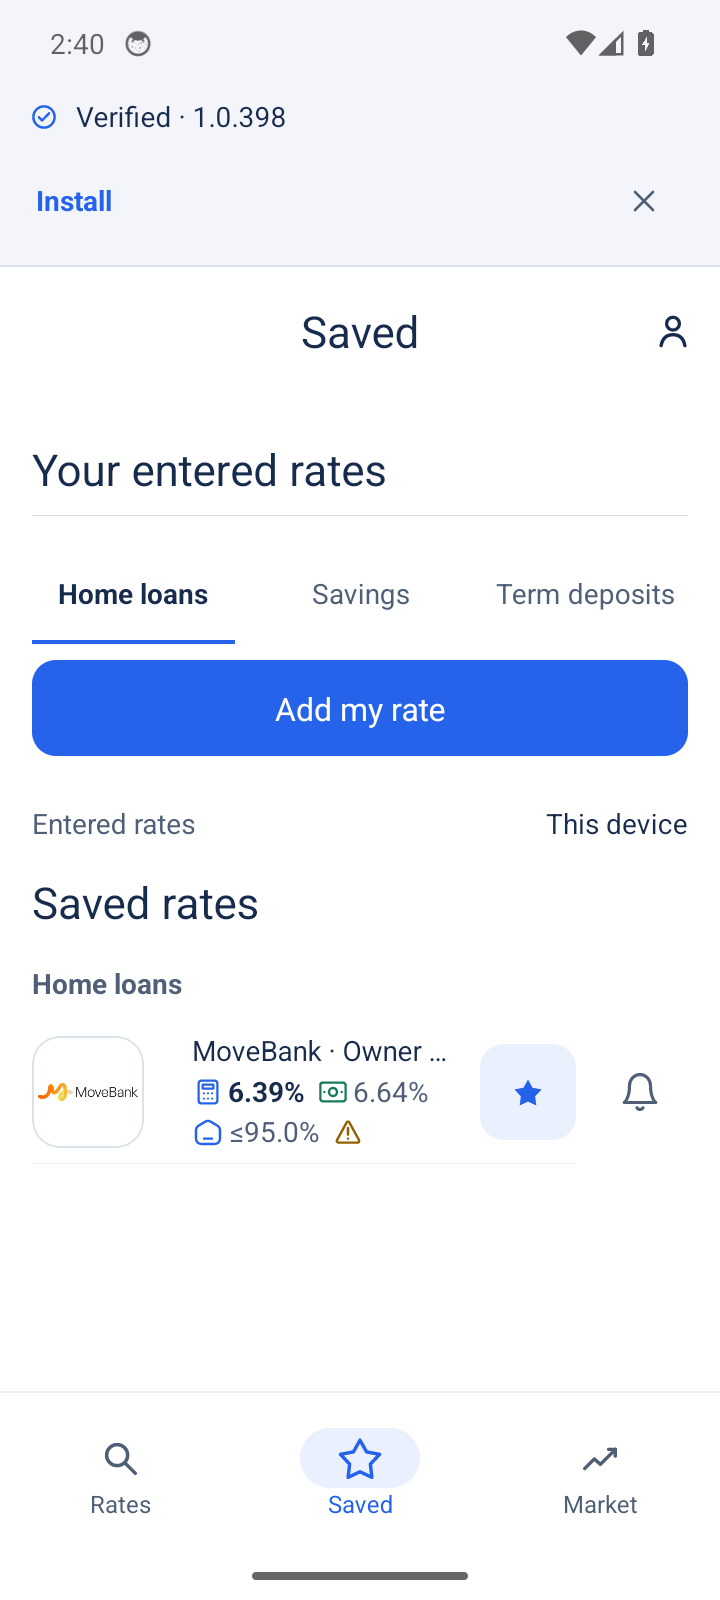 2:40
Verified · 1.0.398
Install
Saved
Your entered rates
Home loans
Savings
Term deposits
Add my rate
Entered rates
This device
Saved rates
Home loans
MoveBank
MoveBank · Owner ...
6.39% 6.64%
≤95.0%
Rates
Saved
Market